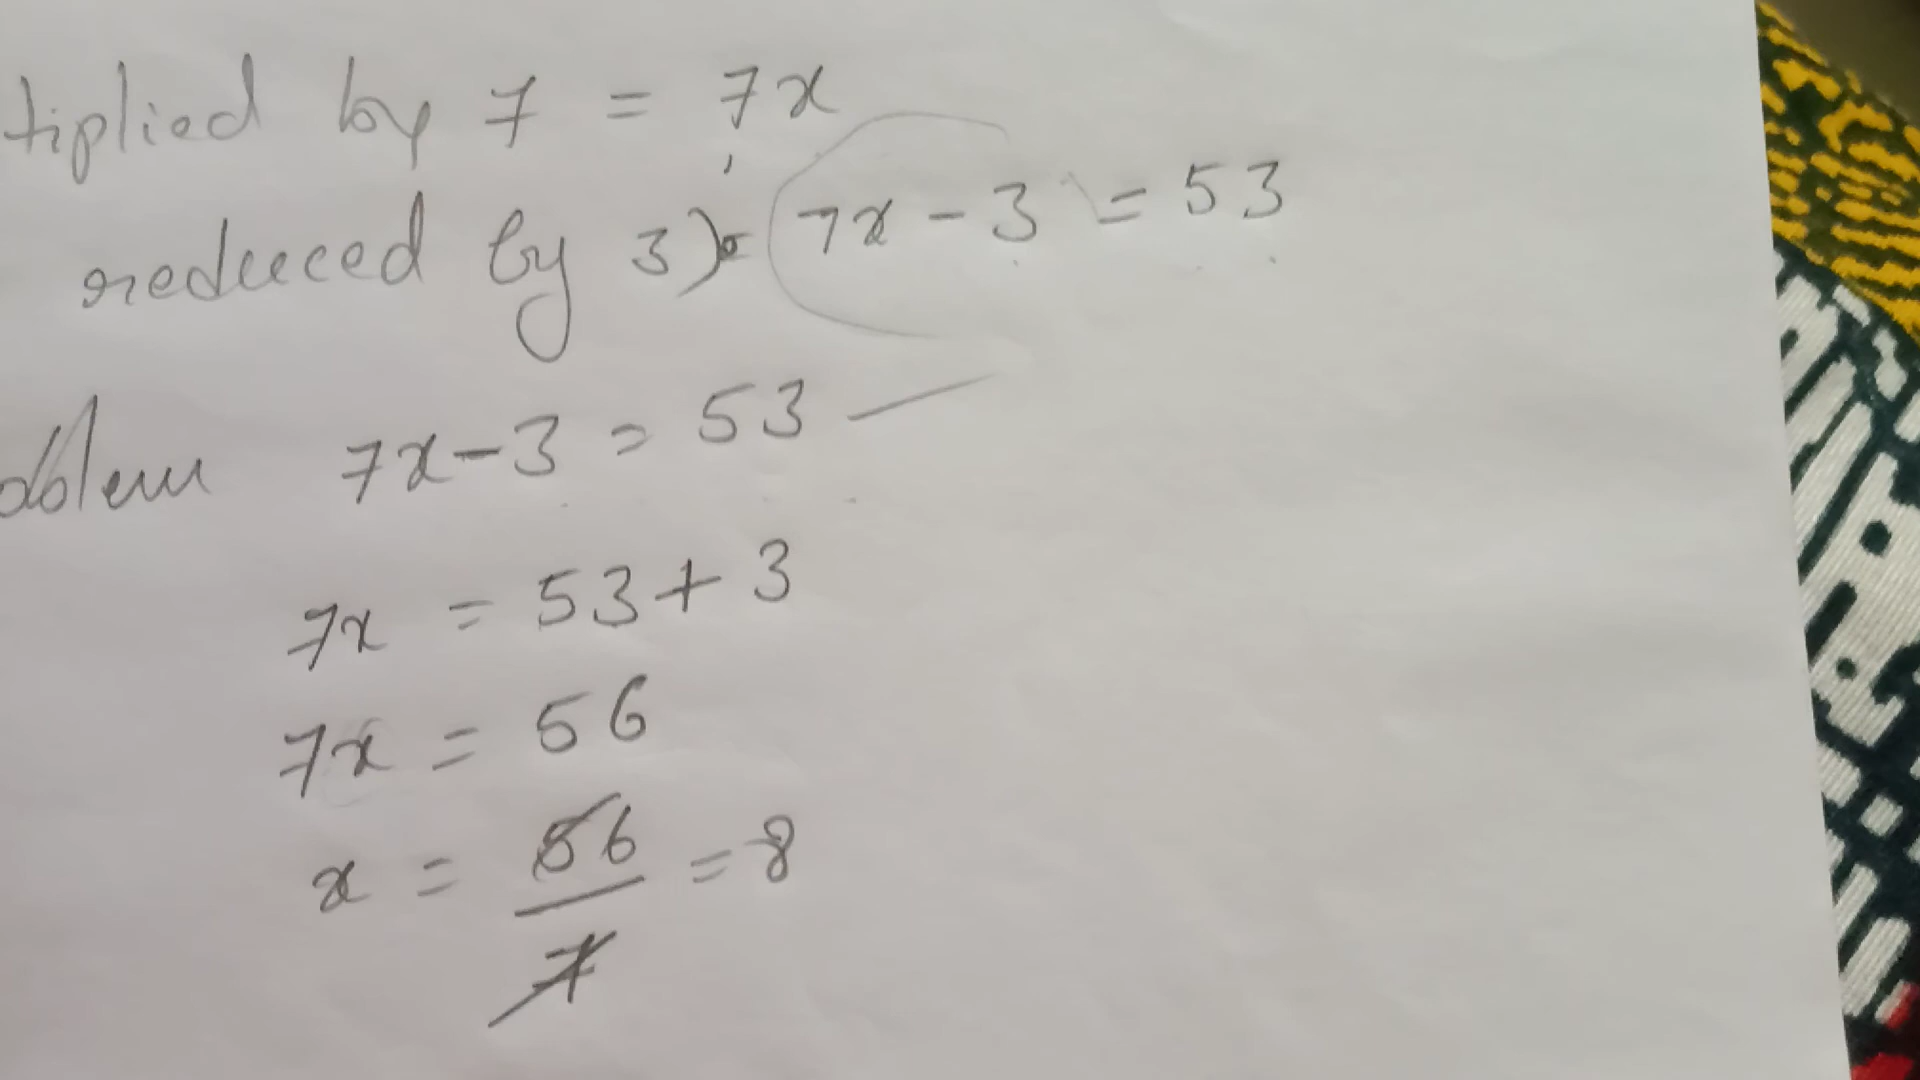 tiplied by 7 = 7x
reduced by 3) = 7x - 3 = 53
oblem 7x - 3 = 53
7x = 53 + 3
7x = 56
x = 56/7 = 8